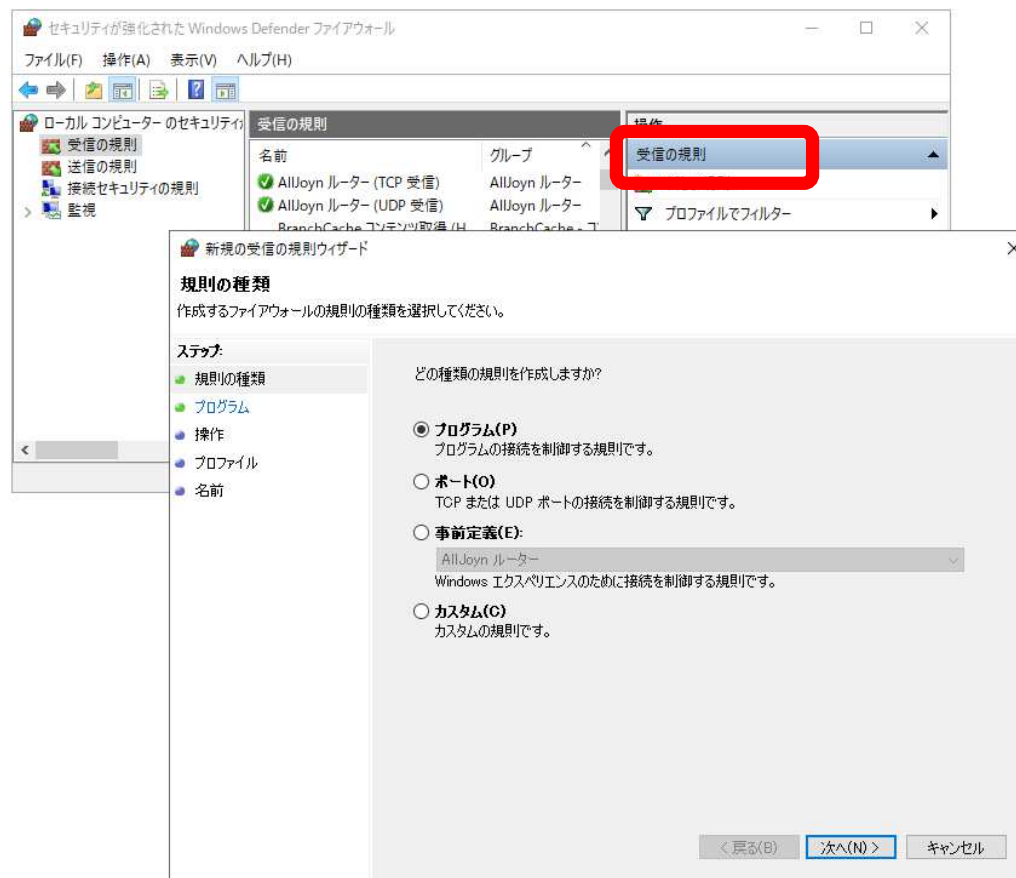 セキュリティが強化された Windows Defender ファイアウォール
ファイル(F) 操作(A) 表示(V) ヘルプ(H)
ローカル コンピューター のセキュリティ
受信の規則
送信の規則
接続セキュリティの規則
監視
受信の規則
名前 グループ
AllJoyn ルーター (TCP 受信) AllJoyn ルーター
AllJoyn ルーター (UDP 受信) AllJoyn ルーター
BranchCache コンテンツ取得 (H BranchCache - コ
操作
受信の規則
プロファイルでフィルター
新規の受信の規則ウィザード
規則の種類
作成するファイアウォールの規則の種類を選択してください。
ステップ:
規則の種類
プログラム
操作
プロファイル
名前
どの種類の規則を作成しますか?
プログラム(P)
プログラムの接続を制御する規則です。
ポート(O)
TCP または UDP ポートの接続を制御する規則です。
事前定義(E):
AllJoyn ルーター
Windows エクスペリエンスのために接続を制御する規則です。
カスタム(C)
カスタムの規則です。
< 戻る(B) 次へ(N) > キャンセル